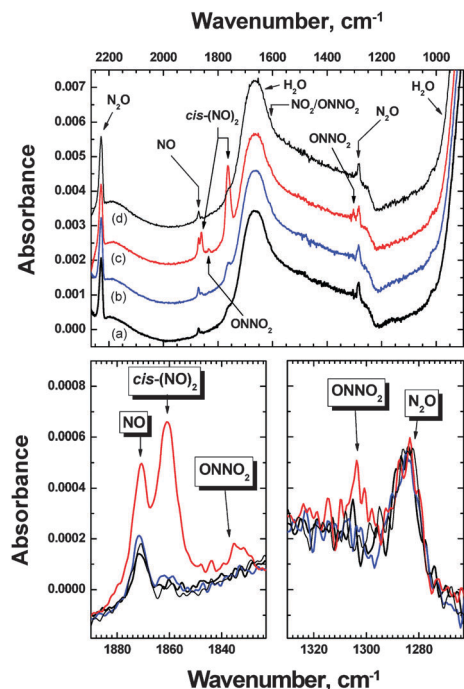 Wavenumber, cm⁻¹
2200 2000 1800 1600 1400 1200 1000
0.007
0.006
0.005
0.004
0.003
0.002
0.001
0.000
Absorbance
N₂O
NO
cis-(NO)₂
H₂O
NO₂/ONNO₂
ONNO₂
N₂O
H₂O
(d)
(c)
(b)
(a)
ONNO₂
0.0008
0.0006
0.0004
0.0002
0.0000
Absorbance
cis-(NO)₂
NO
ONNO₂
ONNO₂
N₂O
1880 1860 1840
1320 1300 1280
Wavenumber, cm⁻¹